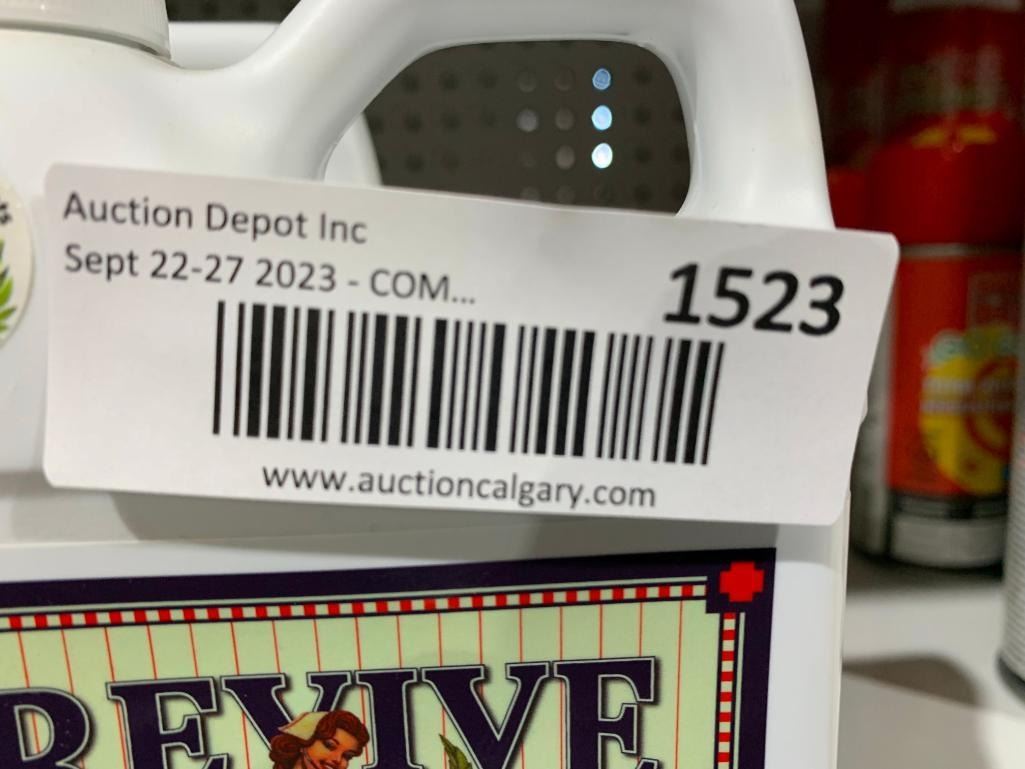 Auction Depot Inc
Sept 22-27 2023 - COM...
1523
www.auctioncalgary.com
REVIVE